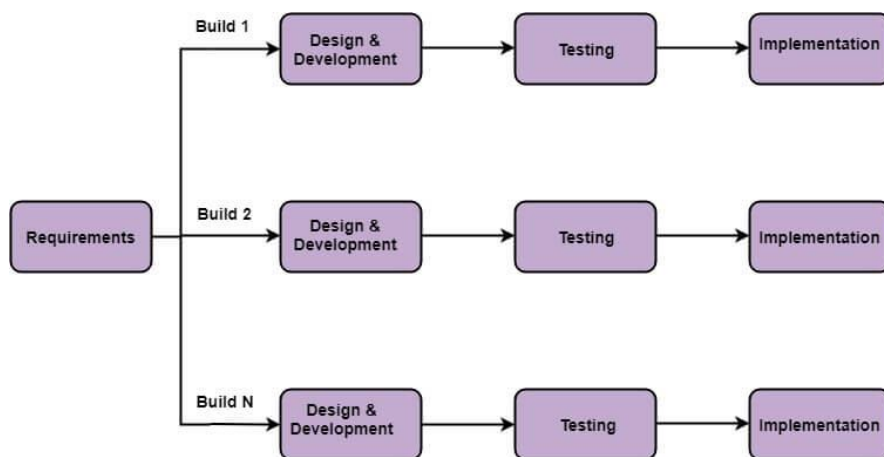 Build 1
Design &
Development
Testing
Implementation
Requirements
Build 2
Design &
Development
Testing
Implementation
Build N
Design &
Development
Testing
Implementation